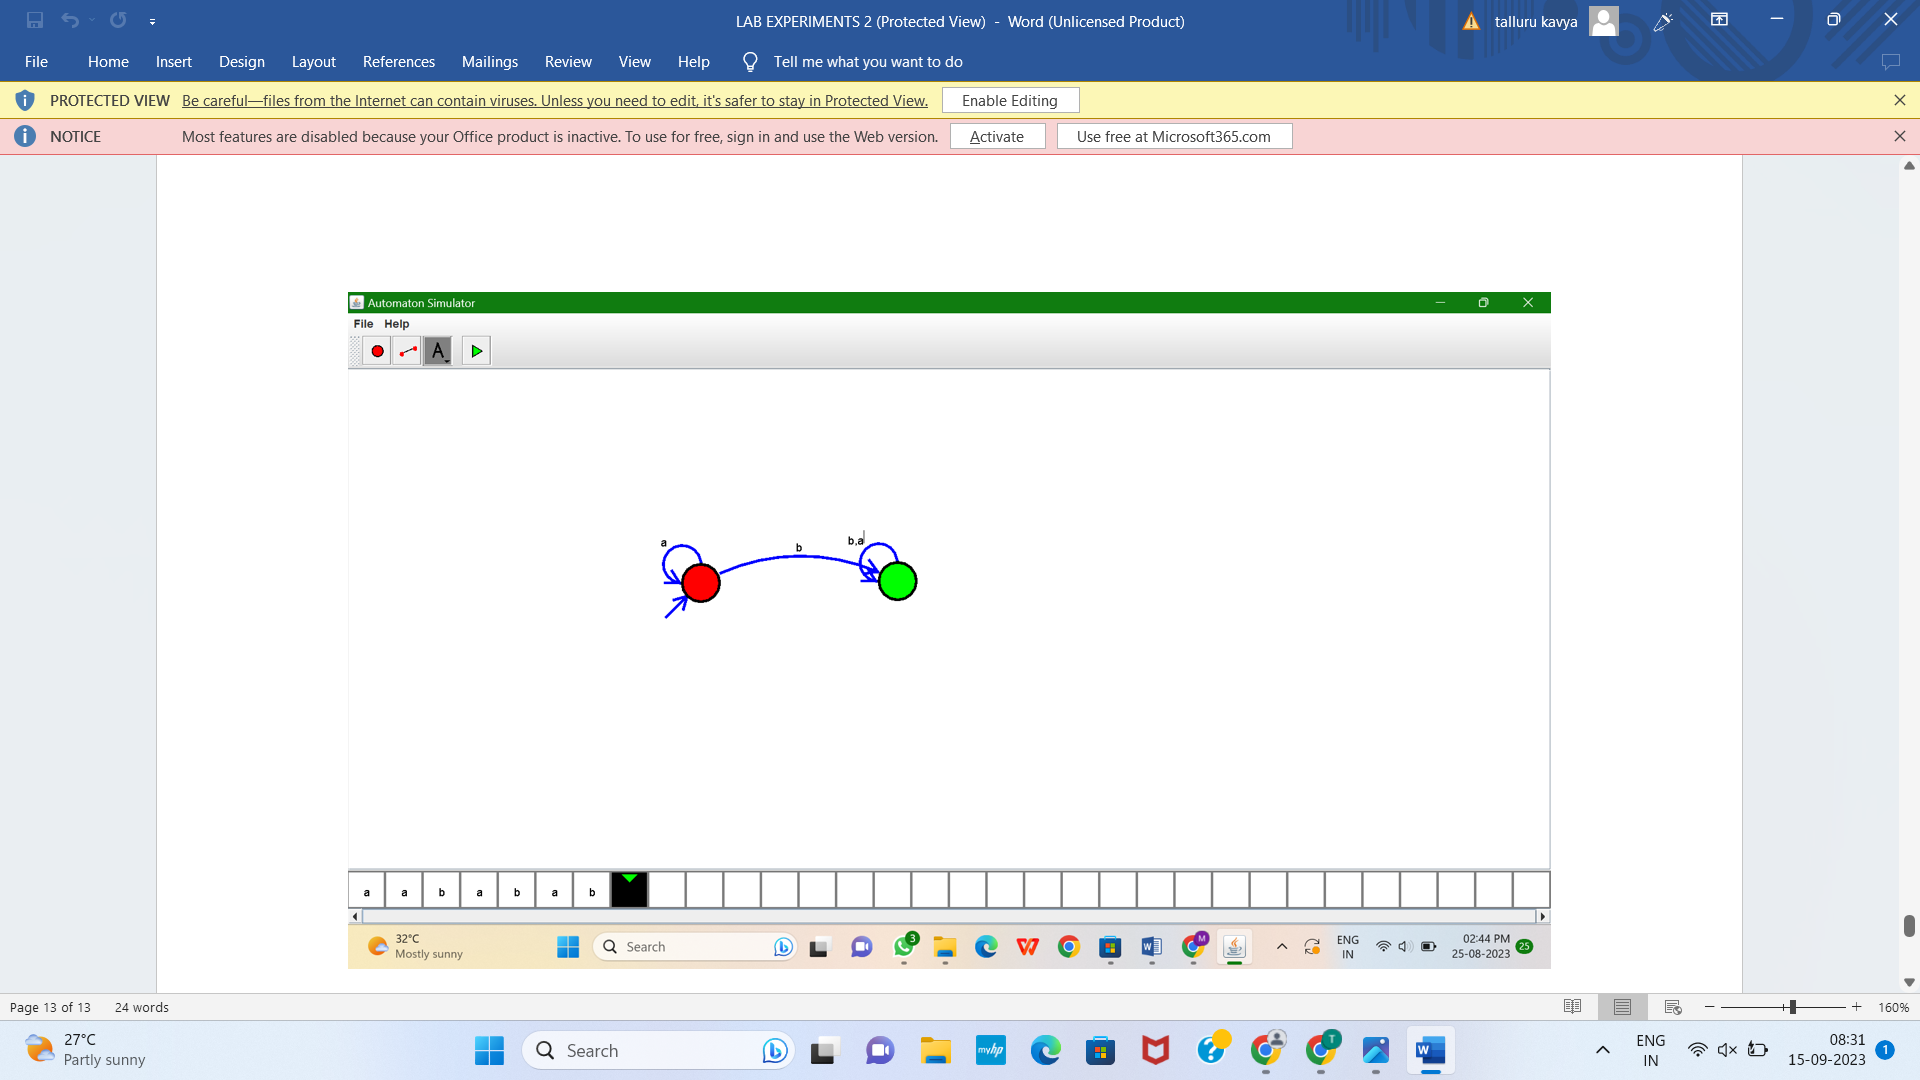 LAB EXPERIMENTS 2 (Protected View) - Word (Unlicensed Product)
talluru kavya
File Home Insert Design Layout References Mailings Review View Help Tell me what you want to do
PROTECTED VIEW Be careful—files from the Internet can contain viruses. Unless you need to edit, it's safer to stay in Protected View. Enable Editing
NOTICE Most features are disabled because your Office product is inactive. To use for free, sign in and use the Web version. Activate Use free at Microsoft365.com
Automaton Simulator
File Help
A
a b b,a
a a b a b a b
32°C
Mostly sunny
Search
3
W
M
ENG
IN
02:44 PM
25-08-2023
25
Page 13 of 13 24 words
160%
27°C
Partly sunny
Search
myhp
?
T
W
ENG
IN
08:31
15-09-2023
1